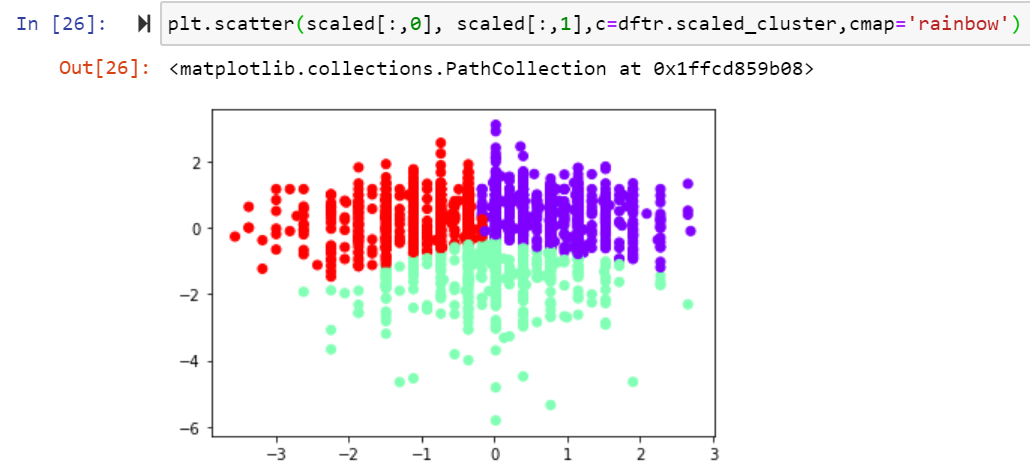 In [26]: plt.scatter(scaled[:,0], scaled[:,1],c=dftr.scaled_cluster,cmap='rainbow')
Out[26]: <matplotlib.collections.PathCollection at 0x1ffcd859b08>
2
0
−2
−4
−6
−3 −2 −1 0 1 2 3